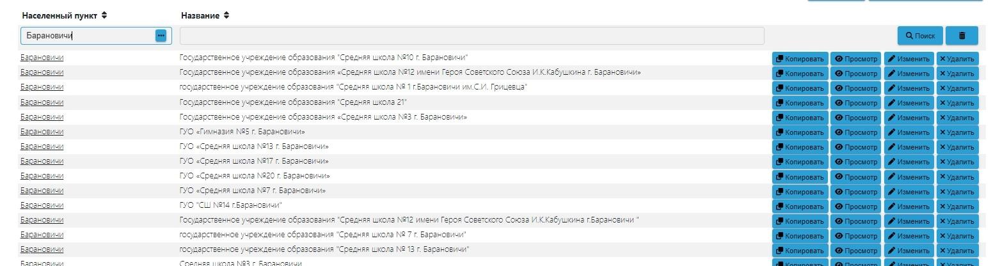 Населенный пункт Название
Барановичи Поиск
Барановичи Государственное учреждение образования "Средняя школа №10 г. Барановичи" Копировать Просмотр Изменить Удалить
Барановичи Государственное учреждение образования «Средняя школа №12 имени Героя Советского Союза И.К.Кабушкина г. Барановичи» Копировать Просмотр Изменить Удалить
Барановичи государственное учреждение образования "Средняя школа № 1 г.Барановичи им.С.И. Грицевца" Копировать Просмотр Изменить Удалить
Барановичи Государственное учреждение образования "Средняя школа 21" Копировать Просмотр Изменить Удалить
Барановичи Государственное учреждение образования «Средняя школа №3 г. Барановичи» Копировать Просмотр Изменить Удалить
Барановичи ГУО «Гимназия №5 г. Барановичи» Копировать Просмотр Изменить Удалить
Барановичи ГУО «Средняя школа №13 г. Барановичи» Копировать Просмотр Изменить Удалить
Барановичи ГУО «Средняя школа №17 г. Барановичи» Копировать Просмотр Изменить Удалить
Барановичи ГУО «Средняя школа №20 г. Барановичи» Копировать Просмотр Изменить Удалить
Барановичи ГУО «Средняя школа №7 г. Барановичи» Копировать Просмотр Изменить Удалить
Барановичи ГУО "СШ №14 г.Барановичи" Копировать Просмотр Изменить Удалить
Барановичи Государственное учреждение образования "Средняя школа №12 имени Героя Советского Союза И.К.Кабушкина г.Барановичи " Копировать Просмотр Изменить Удалить
Барановичи государственное учреждение образования "Средняя школа № 7 г. Барановичи" Копировать Просмотр Изменить Удалить
Барановичи государственное учреждение образования "Средняя школа № 13 г. Барановичи" Копировать Просмотр Изменить Удалить
Барановичи Средняя школа №3 г. Барановичи Копировать Просмотр Изменить Удалить